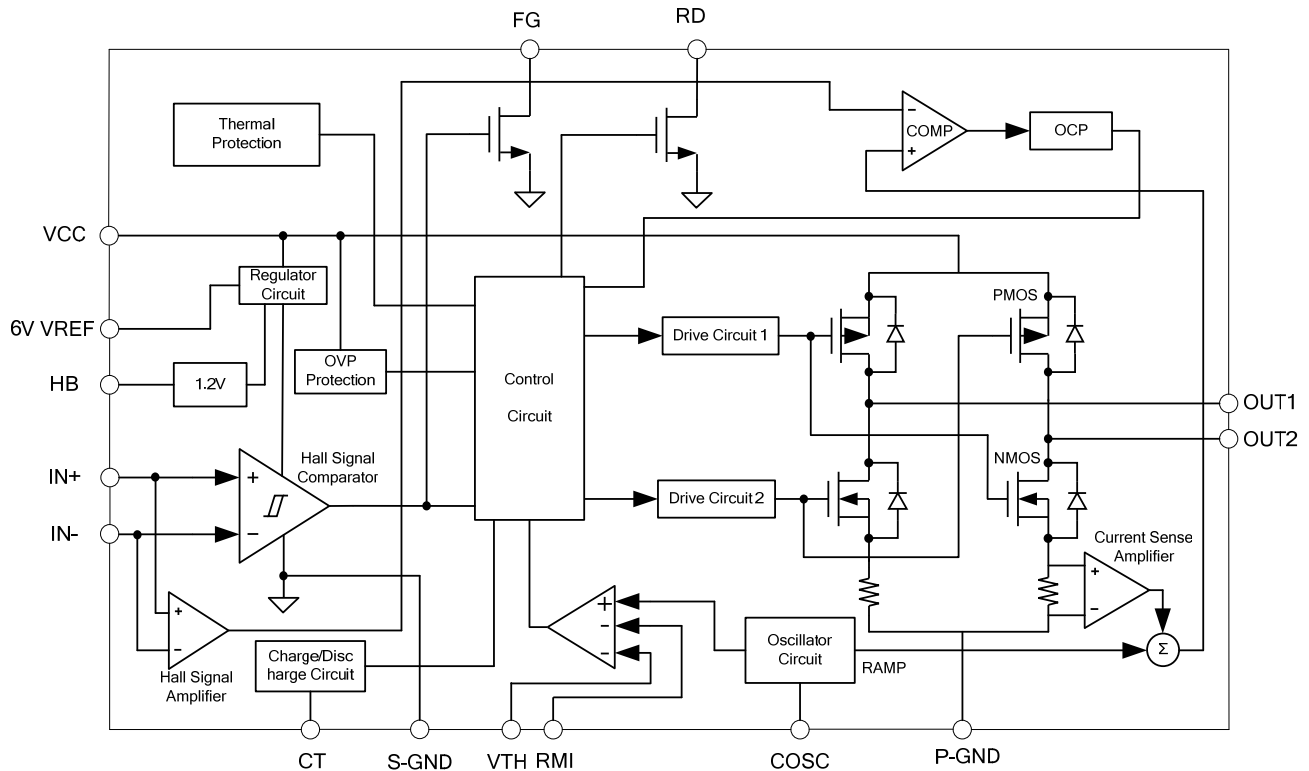 FG
RD
Thermal
Protection
COMP
OCP
-
+
VCC
Regulator
Circuit
PMOS
6V VREF
Drive Circuit 1
OVP
Protection
HB
1.2V
Control
Circuit
OUT1
OUT2
Hall Signal
Comparator
NMOS
IN+
+
Drive Circuit 2
IN-
-
Current Sense
Amplifier
+
-
+
-
-
+
-
Oscillator
Circuit
Charge/Disc
harge Circuit
RAMP
Σ
Hall Signal
Amplifier
CT
S-GND
VTH
RMI
COSC
P-GND